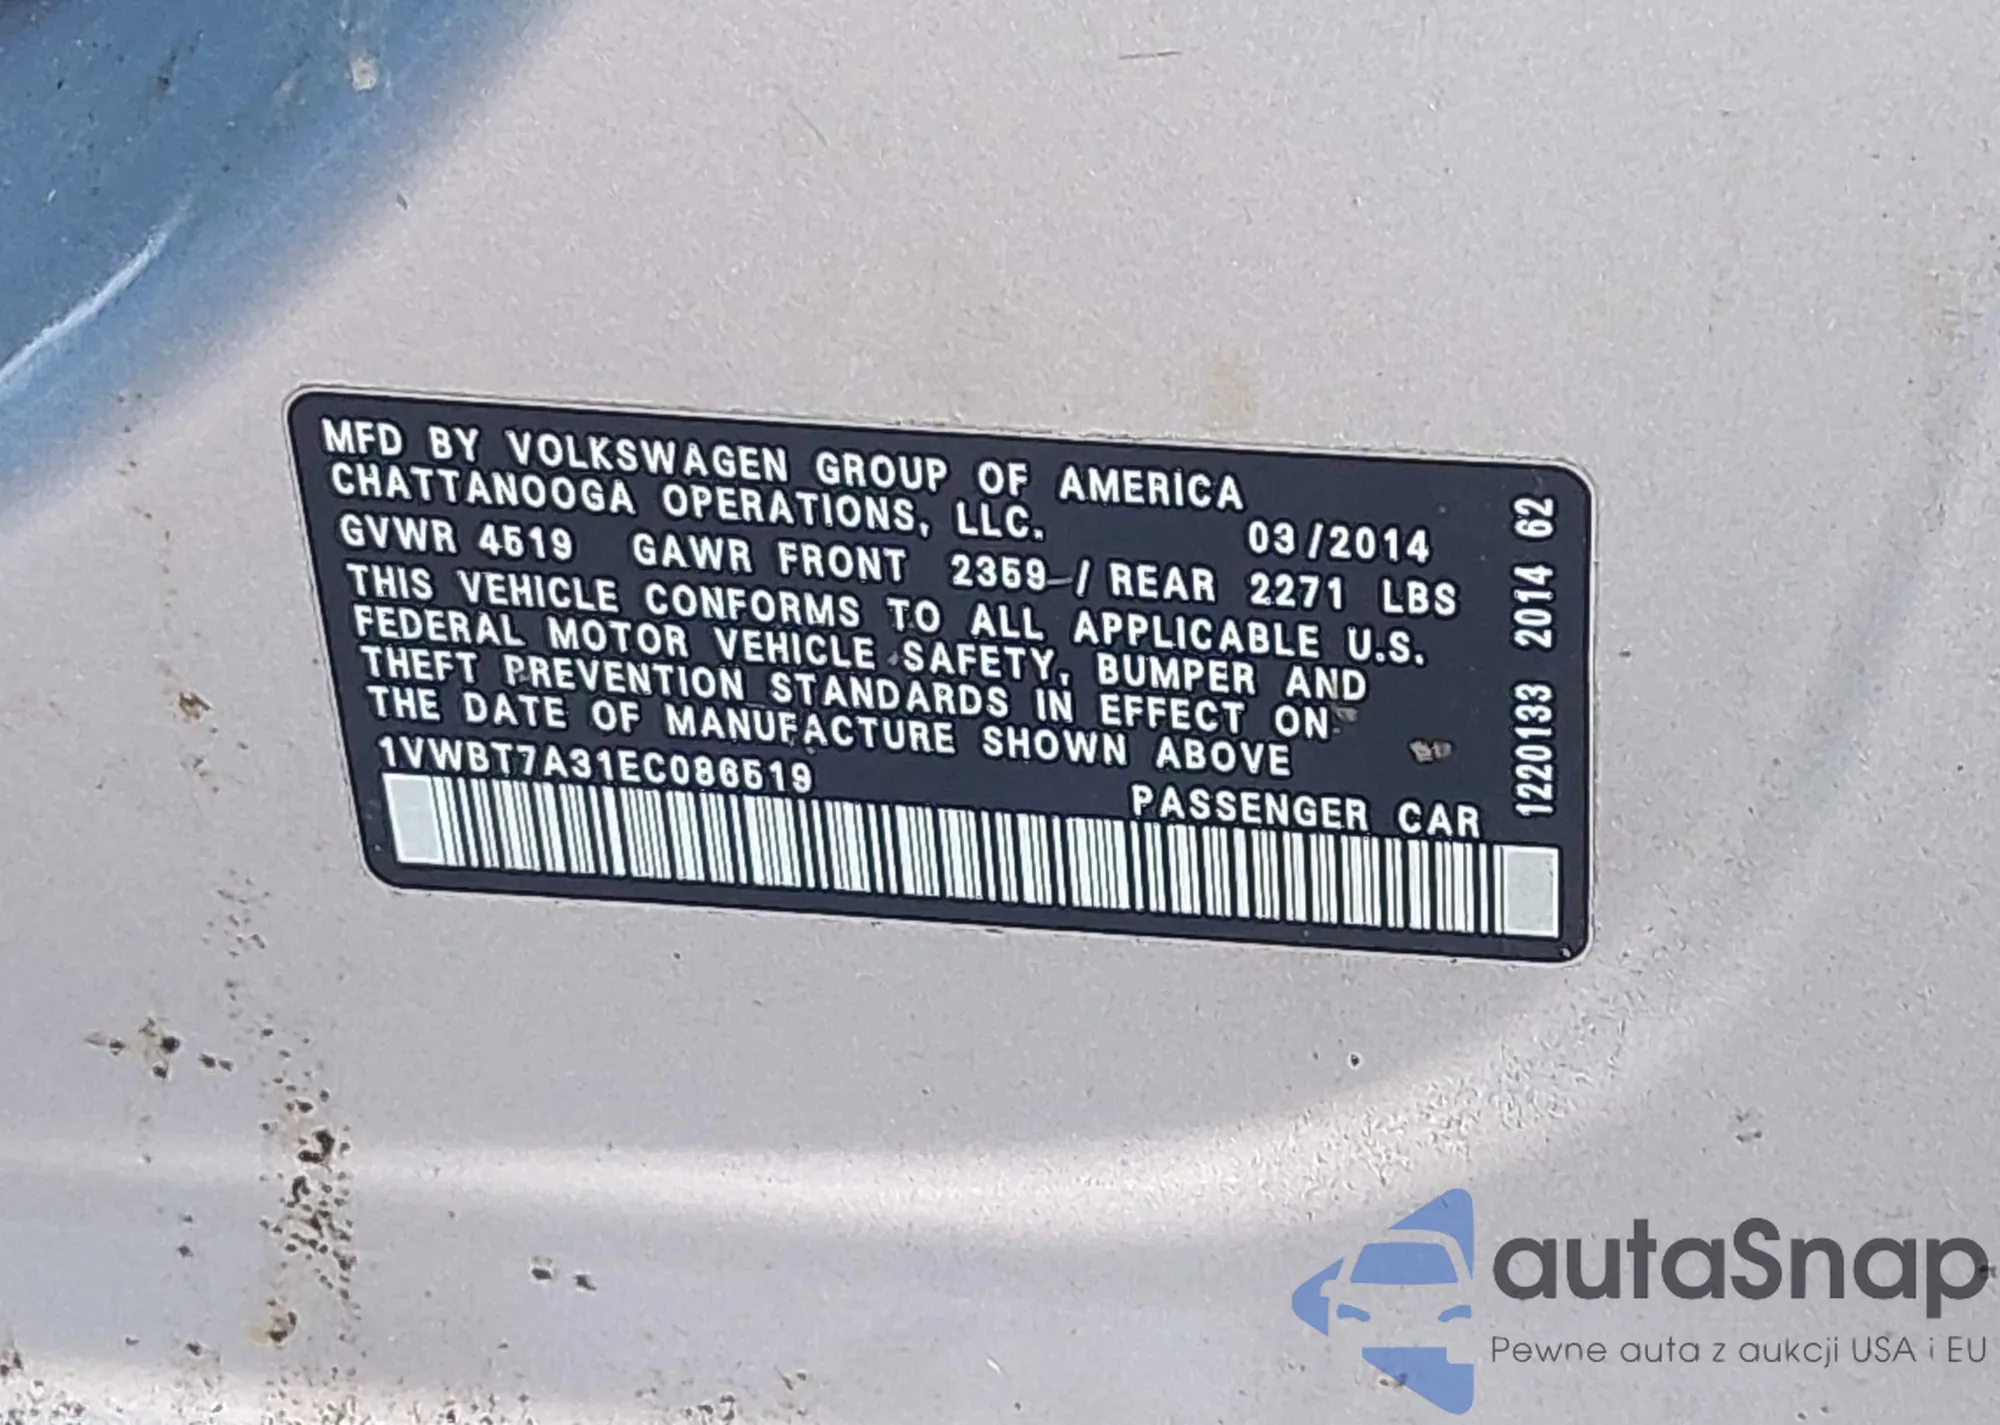 MFD BY VOLKSWAGEN GROUP OF AMERICA
CHATTANOOGA OPERATIONS, LLC. 03/2014
GVWR 4519 GAWR FRONT 2359 / REAR 2271 LBS
THIS VEHICLE CONFORMS TO ALL APPLICABLE U.S.
FEDERAL MOTOR VEHICLE SAFETY, BUMPER AND
THEFT PREVENTION STANDARDS IN EFFECT ON
THE DATE OF MANUFACTURE SHOWN ABOVE
1VWBT7A31EC086519 PASSENGER CAR
1220133 2014 62
autaSnap
Pewne auta z aukcji USA i EU